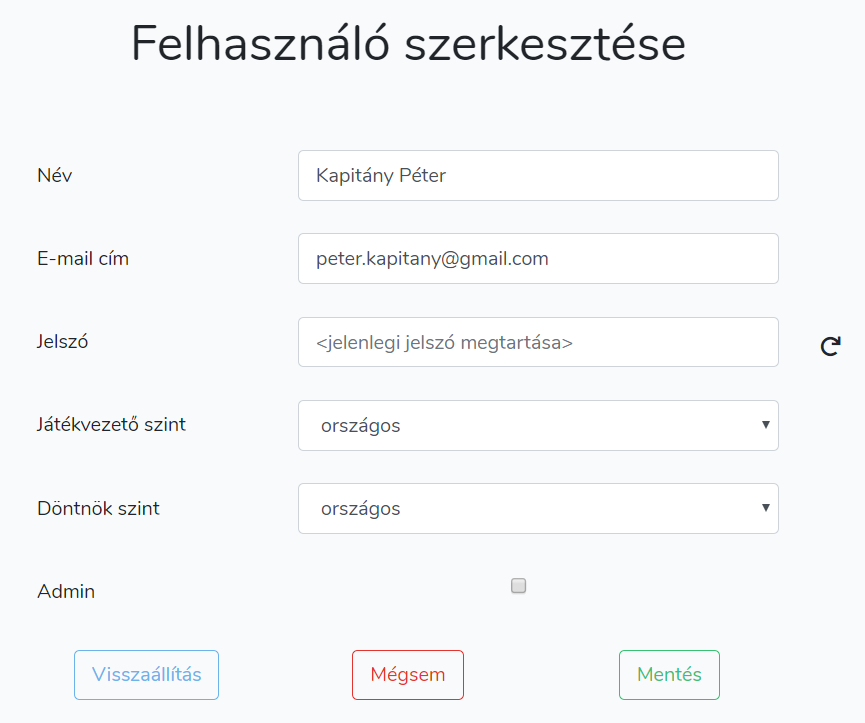 Felhasználó szerkesztése
Név
Kapitány Péter
E-mail cím
peter.kapitany@gmail.com
Jelszó
<jelenlegi jelszó megtartása>
Játékvezető szint
országos
Döntnök szint
országos
Admin
Visszaállítás
Mégsem
Mentés